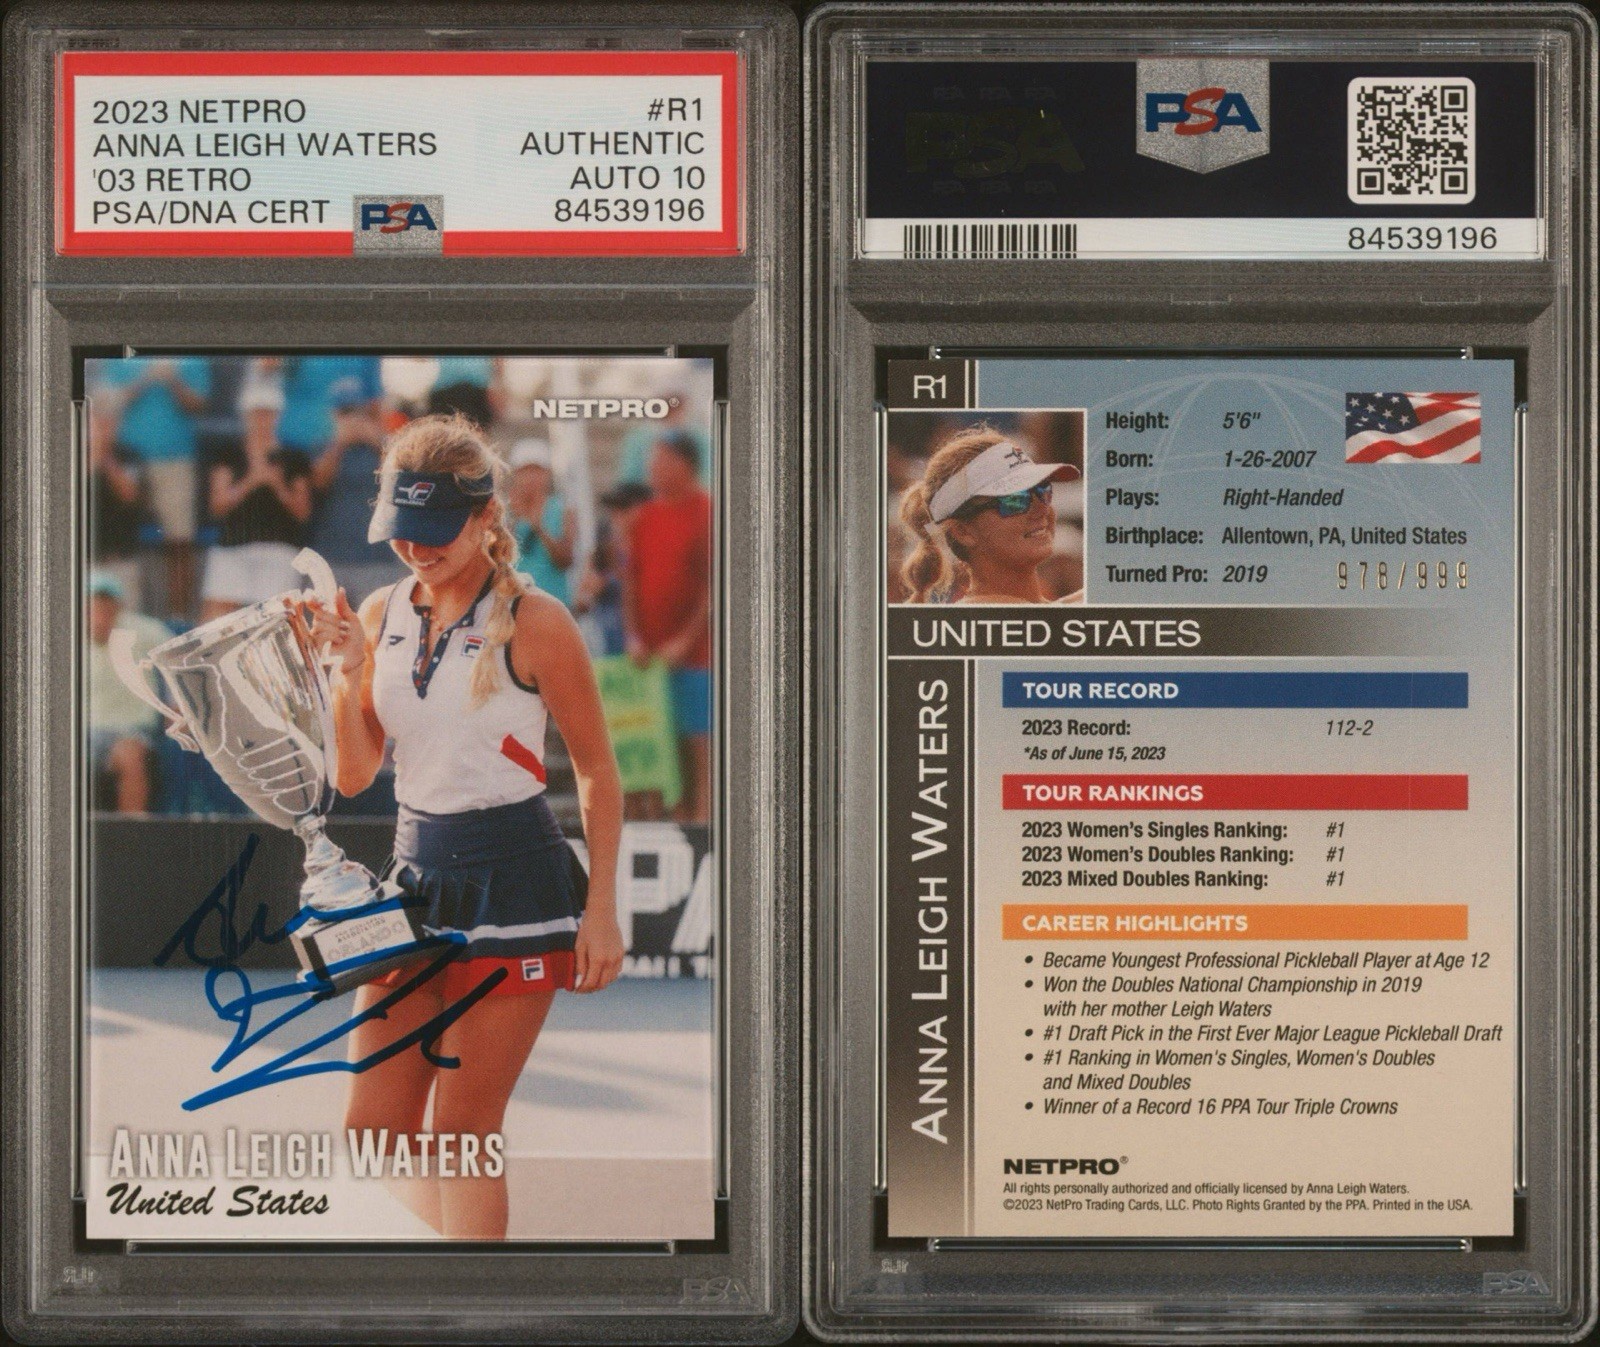 2023 NETPRO #R1
ANNA LEIGH WATERS AUTHENTIC
'03 RETRO AUTO 10
PSA/DNA CERT PSA 84539196
NETPRO®
FILA
ORLANDO
ANNA LEIGH WATERS
United States
PSA
PSA
84539196
R1
Height: 5'6"
Born: 1-26-2007
Plays: Right-Handed
Birthplace: Allentown, PA, United States
Turned Pro: 2019 978/999
UNITED STATES
ANNA LEIGH WATERS
TOUR RECORD
2023 Record: 112-2
*As of June 15, 2023
TOUR RANKINGS
2023 Women's Singles Ranking: #1
2023 Women's Doubles Ranking: #1
2023 Mixed Doubles Ranking: #1
CAREER HIGHLIGHTS
• Became Youngest Professional Pickleball Player at Age 12
• Won the Doubles National Championship in 2019
with her mother Leigh Waters
• #1 Draft Pick in the First Ever Major League Pickleball Draft
• #1 Ranking in Women's Singles, Women's Doubles
and Mixed Doubles
• Winner of a Record 16 PPA Tour Triple Crowns
NETPRO®
All rights personally authorized and officially licensed by Anna Leigh Waters.
©2023 NetPro Trading Cards, LLC. Photo Rights Granted by the PPA. Printed in the USA.
PSA